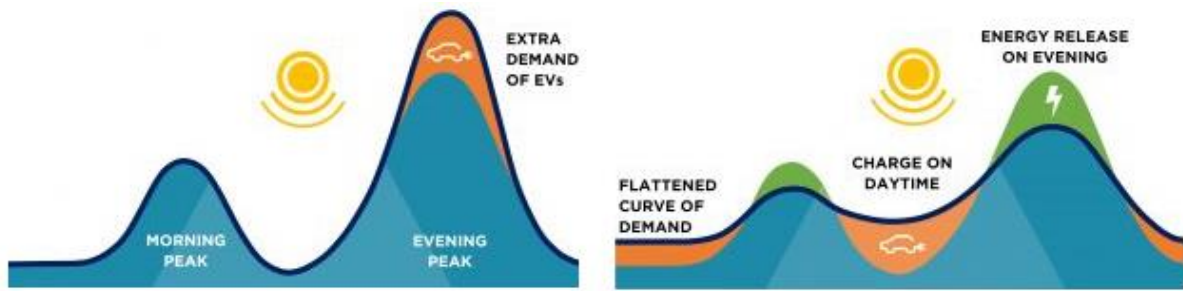 EXTRA
DEMAND
OF EVs
MORNING
PEAK
EVENING
PEAK
ENERGY RELEASE
ON EVENING
CHARGE ON
DAYTIME
FLATTENED
CURVE OF
DEMAND